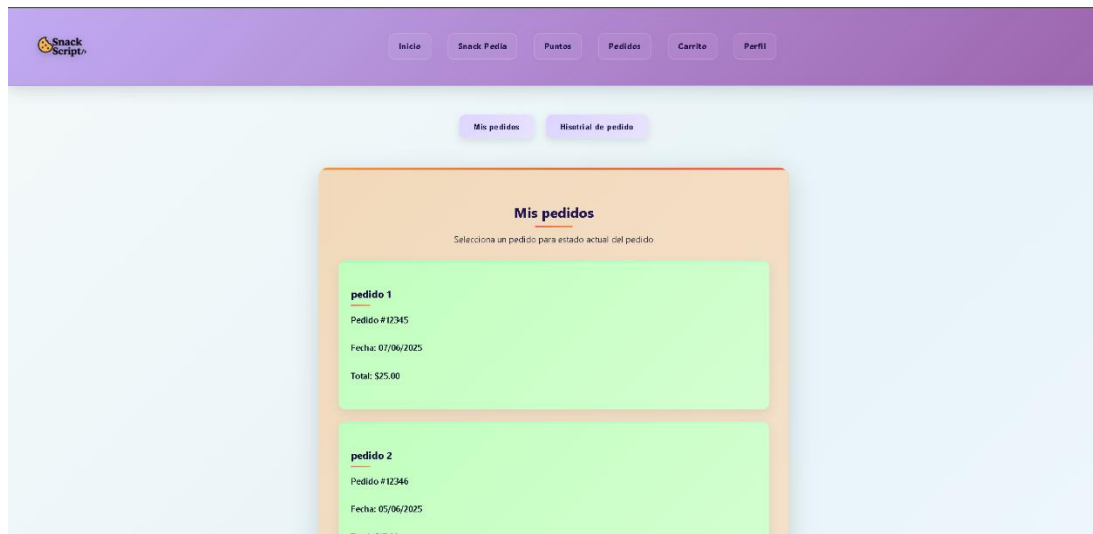 Snack
Script/>
Inicio
Snack Pedia
Puntos
Pedidos
Carrito
Perfil
Mis pedidos
Hisotrial de pedido
Mis pedidos
Selecciona un pedido para estado actual del pedido
pedido 1
Pedido #12345
Fecha: 07/06/2025
Total: $25.00
pedido 2
Pedido #12346
Fecha: 05/06/2025